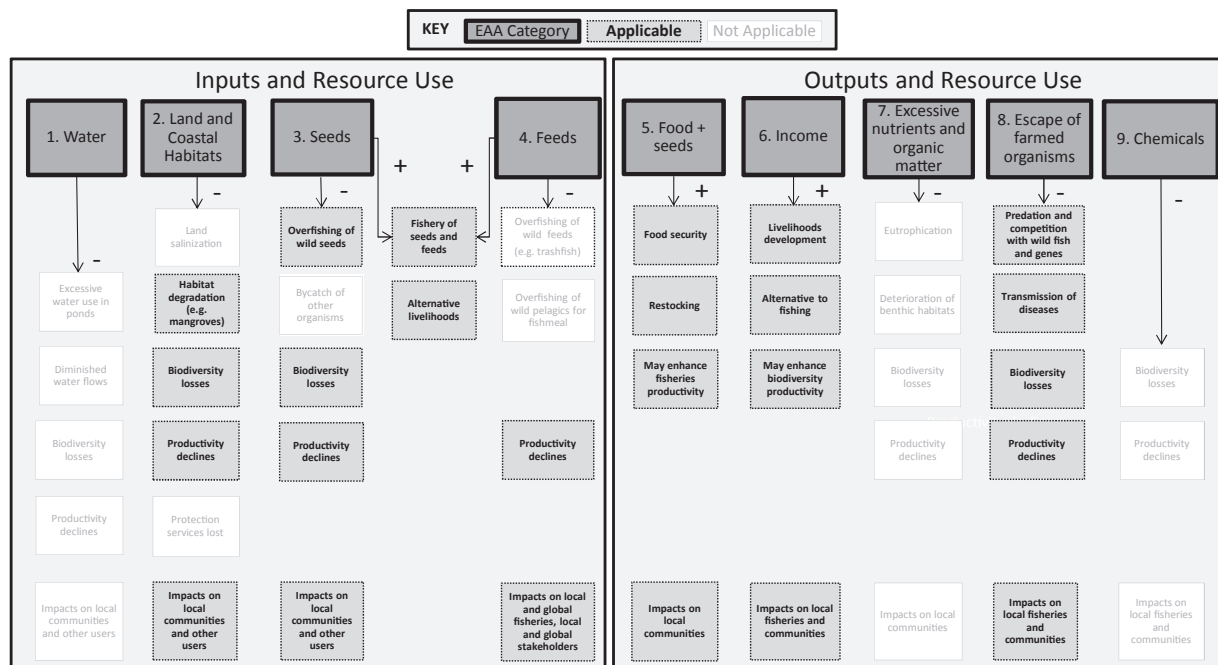 KEY
EAA Category
Applicable
Not Applicable
Inputs and Resource Use
1. Water
-
Excessive
water use in
ponds
Diminished
water flows
Biodiversity
losses
Productivity
declines
Impacts on local
communities
and other users
2. Land and
Coastal
Habitats
-
Land
salinization
Habitat
degradation
(e.g.
mangroves)
Biodiversity
losses
Productivity
declines
Protection
services lost
Impacts on
local
communities
and other
users
3. Seeds
-
Overfishing of
wild seeds
Bycatch of
other
organisms
Biodiversity
losses
Productivity
declines
Impacts on
local
communities
and other users
+
+
Fishery of
seeds and
feeds
Alternative
livelihoods
4. Feeds
-
Overfishing of
wild feeds
(e.g. trashfish)
Overfishing of
wild pelagics for
fishmeal
Productivity
declines
Impacts on local
and global
fisheries, local
and global
stakeholders
Outputs and Resource Use
5. Food +
seeds
+
Food security
Restocking
May enhance
fisheries
productivity
Impacts on
local
communities
6. Income
+
Livelihoods
development
Alternative to
fishing
May enhance
biodiversity
productivity
Impacts on local
fisheries and
communities
7. Excessive
nutrients and
organic
matter
-
Eutrophication
Deterioration of
benthic habitats
Biodiversity
losses
Productivity
declines
Impacts on local
communities
8. Escape of
farmed
organisms
-
Predation and
competition
with wild fish
and genes
Transmission of
diseases
Biodiversity
losses
Productivity
declines
Impacts on local
fisheries and
communities
9. Chemicals
-
Biodiversity
losses
Productivity
declines
Impacts on
local fisheries
and
communities